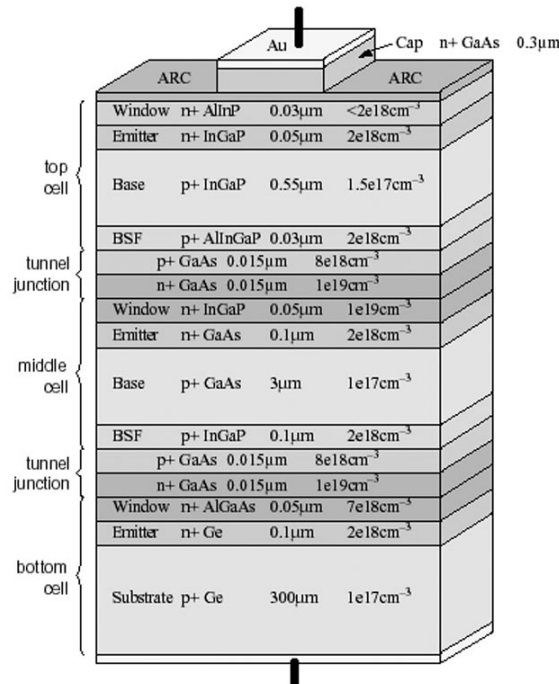 Au
Cap n+ GaAs 0.3µm
ARC ARC
Window n+ AlInP 0.03µm <2e18cm⁻³
Emitter n+ InGaP 0.05µm 2e18cm⁻³
top
cell
Base p+ InGaP 0.55µm 1.5e17cm⁻³
BSF p+ AlInGaP 0.03µm 2e18cm⁻³
tunnel
junction
p+ GaAs 0.015µm 8e18cm⁻³
n+ GaAs 0.015µm 1e19cm⁻³
Window n+ InGaP 0.05µm 1e19cm⁻³
Emitter n+ GaAs 0.1µm 2e18cm⁻³
middle
cell
Base p+ GaAs 3µm 1e17cm⁻³
BSF p+ InGaP 0.1µm 2e18cm⁻³
tunnel
junction
p+ GaAs 0.015µm 8e18cm⁻³
n+ GaAs 0.015µm 1e19cm⁻³
Window n+ AlGaAs 0.05µm 7e18cm⁻³
Emitter n+ Ge 0.1µm 2e18cm⁻³
bottom
cell
Substrate p+ Ge 300µm 1e17cm⁻³